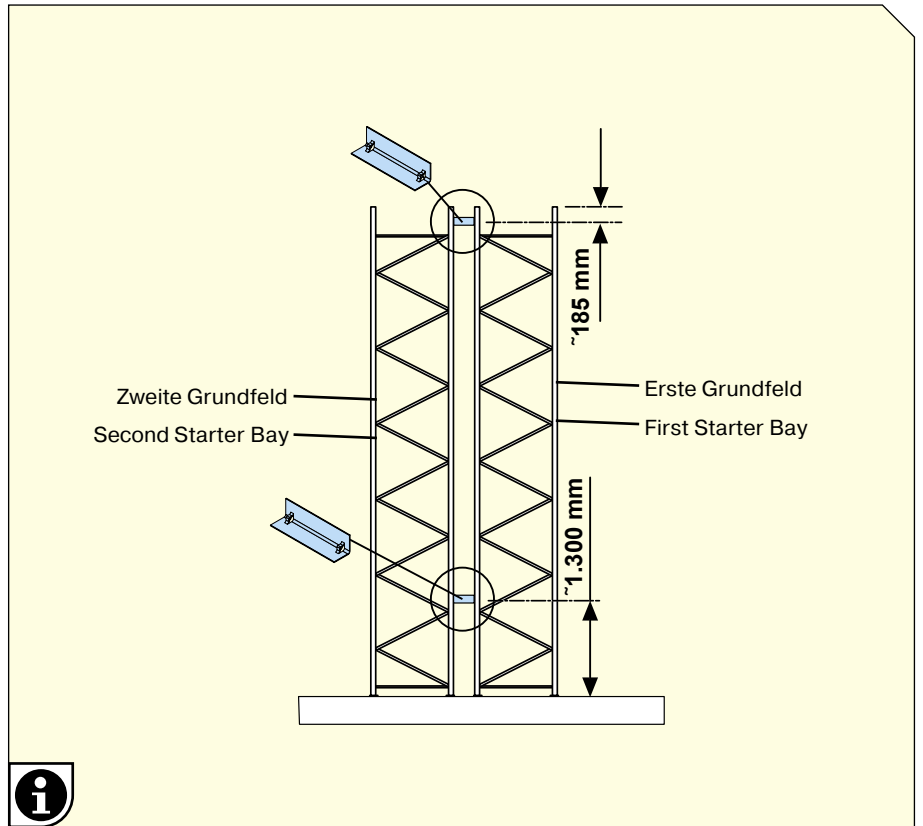 ~185 mm
Zweite Grundfeld
Second Starter Bay
Erste Grundfeld
First Starter Bay
~1.300 mm
i